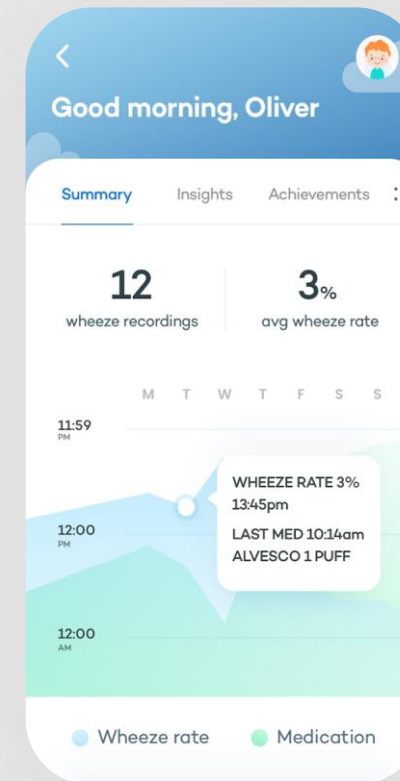 Good morning, Oliver
Summary Insights Achievements
12 3%
wheeze recordings avg wheeze rate
M T W T F S S
11:59
PM
WHEEZE RATE 3%
13:45pm
12:00
PM
LAST MED 10:14am
ALVESCO 1 PUFF
12:00
AM
Wheeze rate Medication